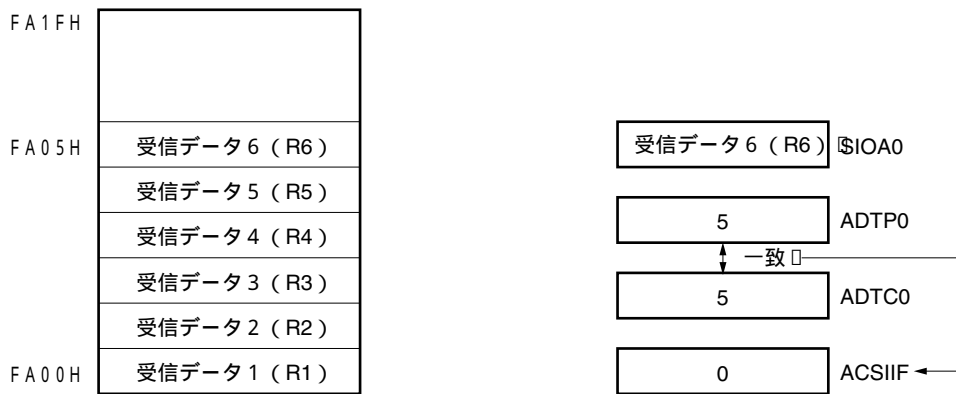 FA1FH
FA05H 受信データ6（R6） 受信データ6（R6） SIOA0
受信データ5（R5）
5 ADTP0
受信データ4（R4）
一致
受信データ3（R3）
5 ADTC0
受信データ2（R2）
FA00H 受信データ1（R1） 0 ACSIIF